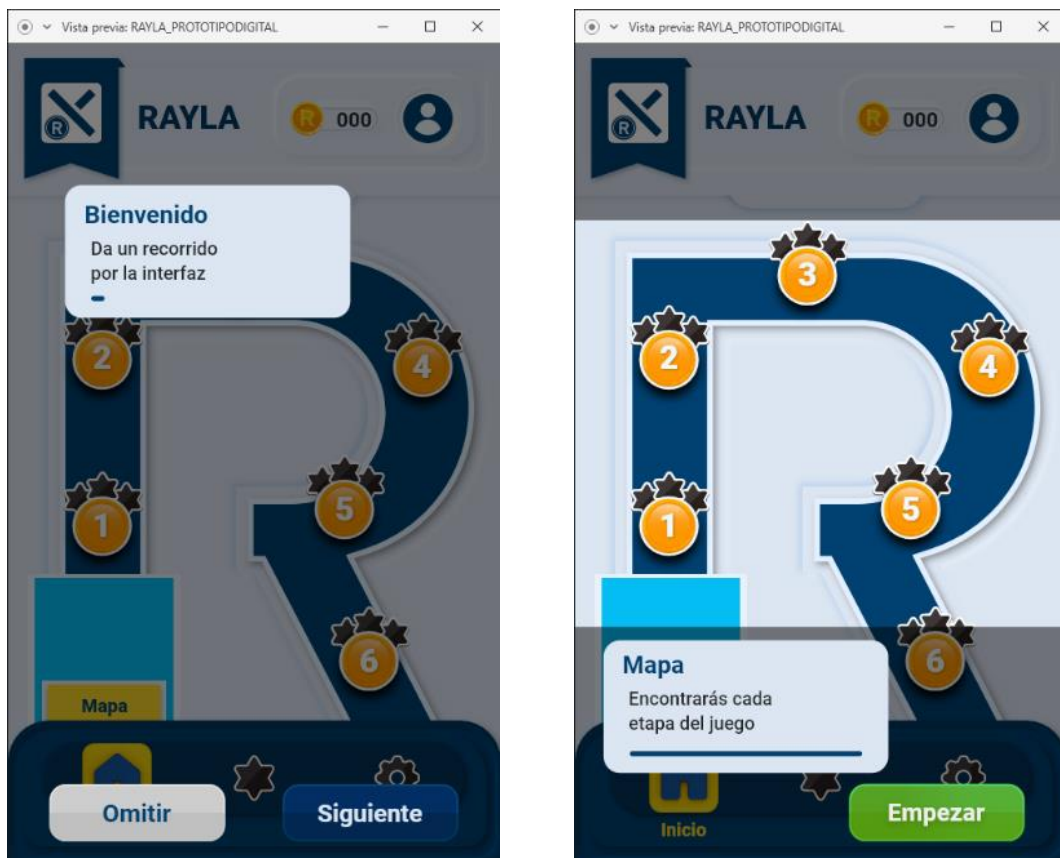 Vista previa: RAYLA_PROTOTIPODIGITAL
R
RAYLA
R
000
Bienvenido
Da un recorrido
por la interfaz
2
4
1
5
6
Mapa
Omitir
Siguiente
Vista previa: RAYLA_PROTOTIPODIGITAL
R
RAYLA
R
000
3
2
4
1
5
6
Mapa
Encontrarás cada
etapa del juego
Inicio
Empezar